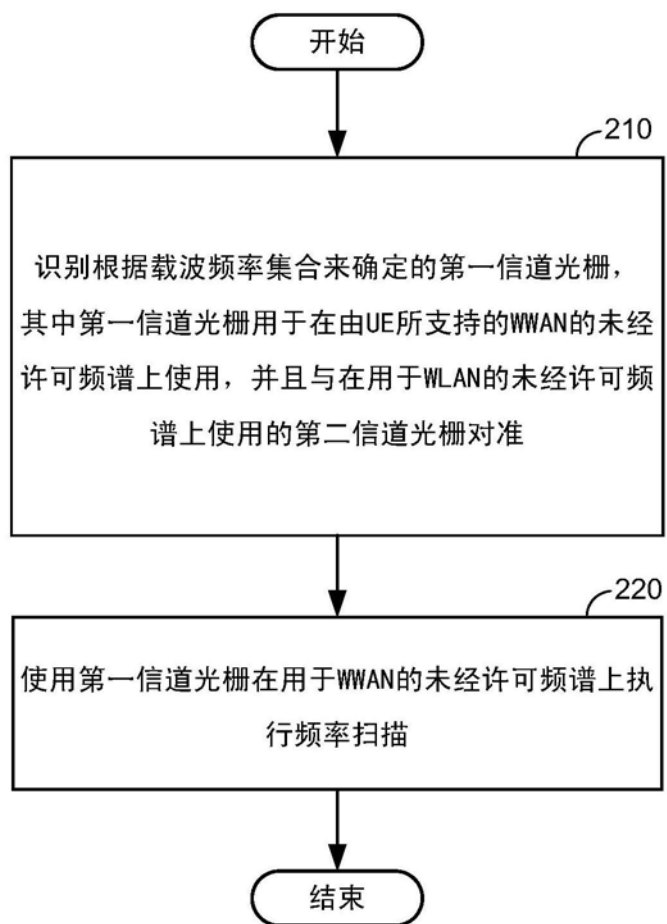 开始
210
识别根据载波频率集合来确定的第一信道光栅，
其中第一信道光栅用于在由UE所支持的WWAN的未经
许可频谱上使用，并且与在用于WLAN的未经许可频
谱上使用的第二信道光栅对准
220
使用第一信道光栅在用于WWAN的未经许可频谱上执
行频率扫描
结束